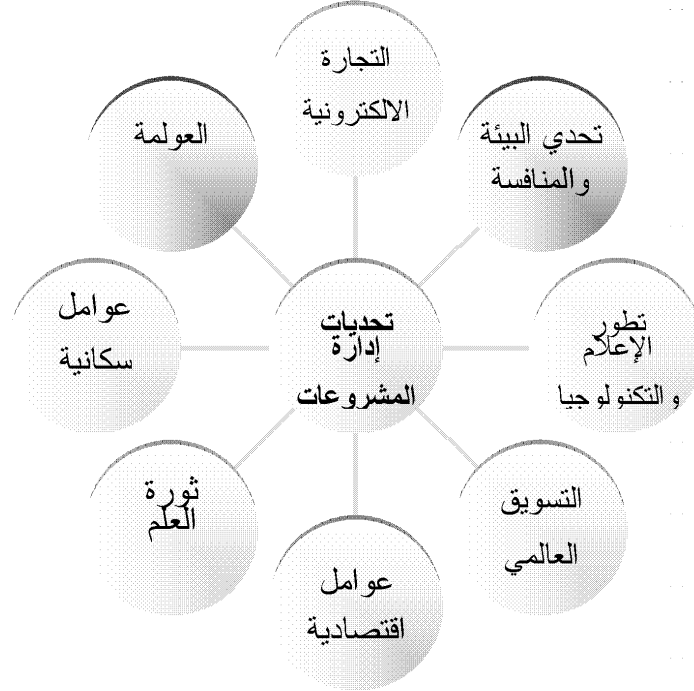 التجارة
الالكترونية
تحدي البيئة
والمنافسة
تطور
الإعلام
والتكنولوجيا
التسويق
العالمي
عوامل
اقتصادية
ثورة
العلم
عوامل
سكانية
العولمة
تحديات
إدارة
المشروعات